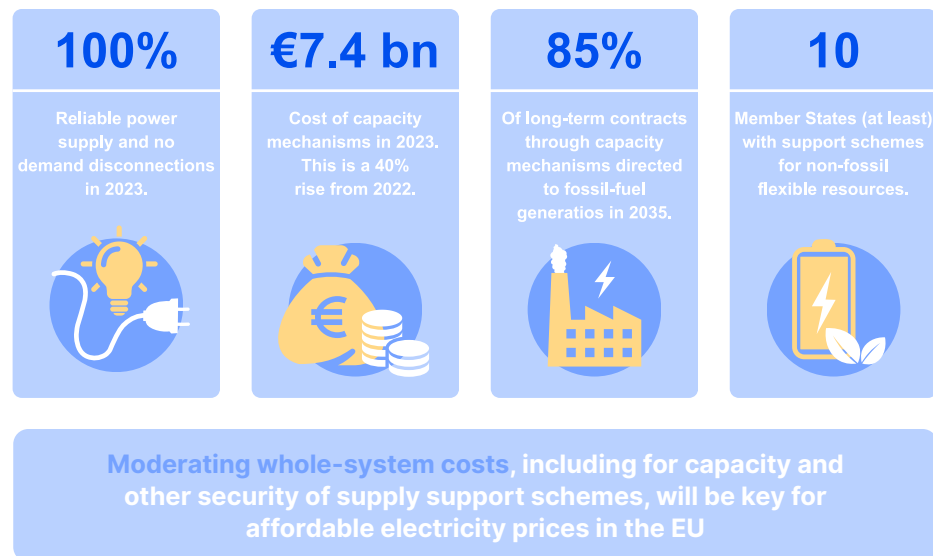 100%
Reliable power
supply and no
demand disconnections
in 2023.
€7.4 bn
Cost of capacity
mechanisms in 2023.
This is a 40%
rise from 2022.
€
85%
Of long-term contracts
through capacity
mechanisms directed
to fossil-fuel
generatios in 2035.
10
Member States (at least)
with support schemes
for non-fossil
flexible resources.
Moderating whole-system costs, including for capacity and
other security of supply support schemes, will be key for
affordable electricity prices in the EU